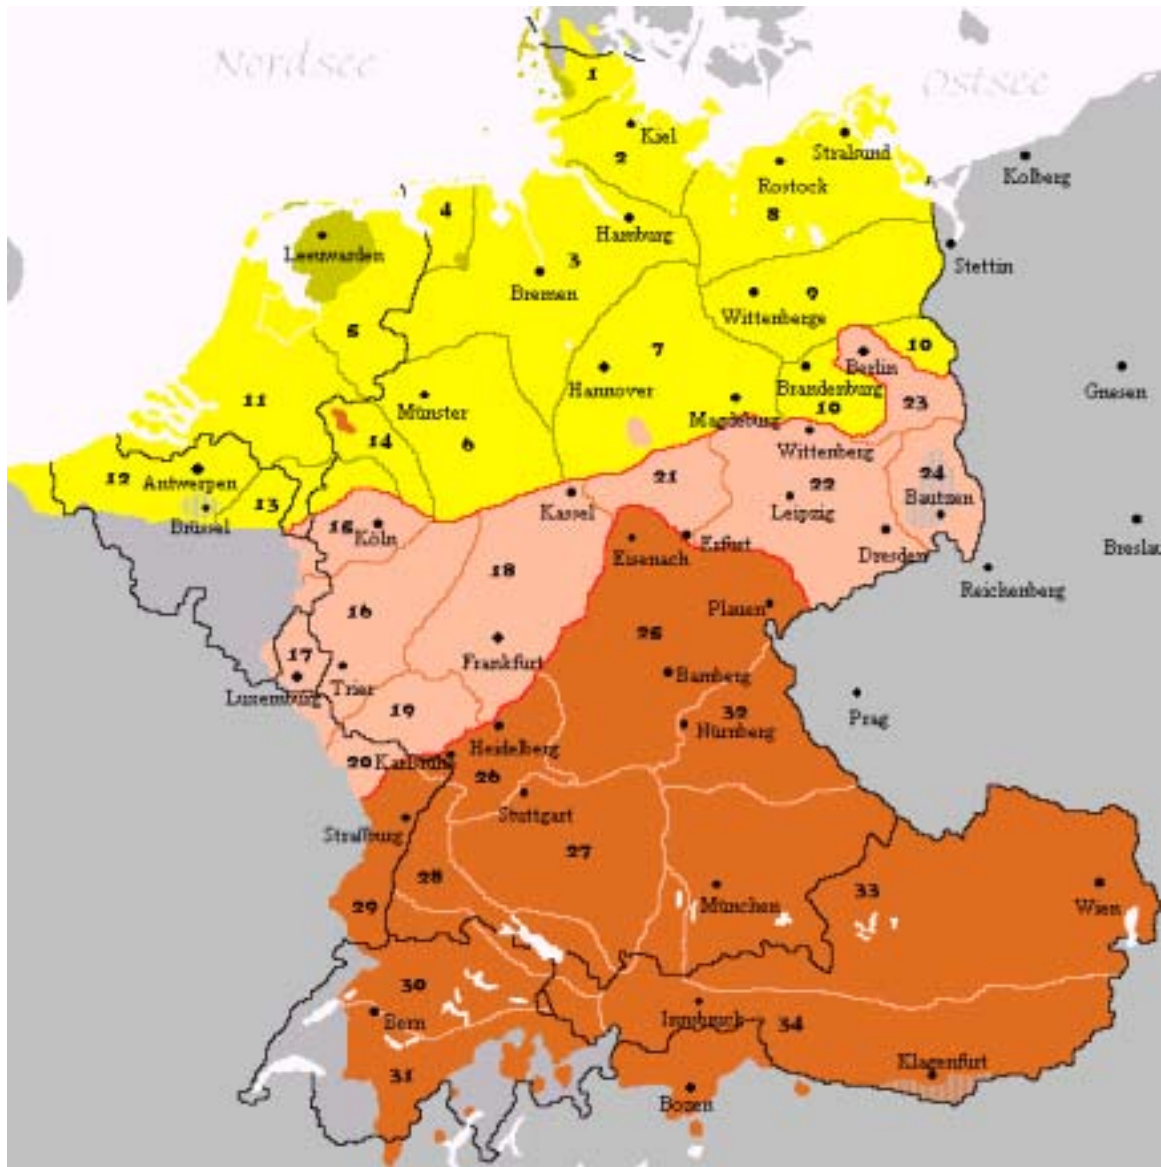 Nordsee
Ostsee
1
Kiel
2
Stralsund
Rostock
Kolberg
4
8
Hamburg
Leeuwarden
3
Stettin
Bremen
9
Wittenberge
5
7
10
Berlin
Hannover
Brandenburg
Gnesen
11
Münster
Magdeburg
10
23
14
6
Wittenberg
12
Antwerpen
13
21
22
24
Bautzen
Brüssel
15
Köln
Kassel
Leipzig
Dresden
Breslau
Eisenach
Erfurt
18
Reichenberg
16
Plauen
25
17
Frankfurt
Luxemburg
Trier
Bamberg
19
32
Nürnberg
Prag
Heidelberg
20
Karlsruhe
26
Straßburg
Stuttgart
27
28
33
29
München
Wien
30
Bern
Innsbruck
34
31
Klagenfurt
Bozen